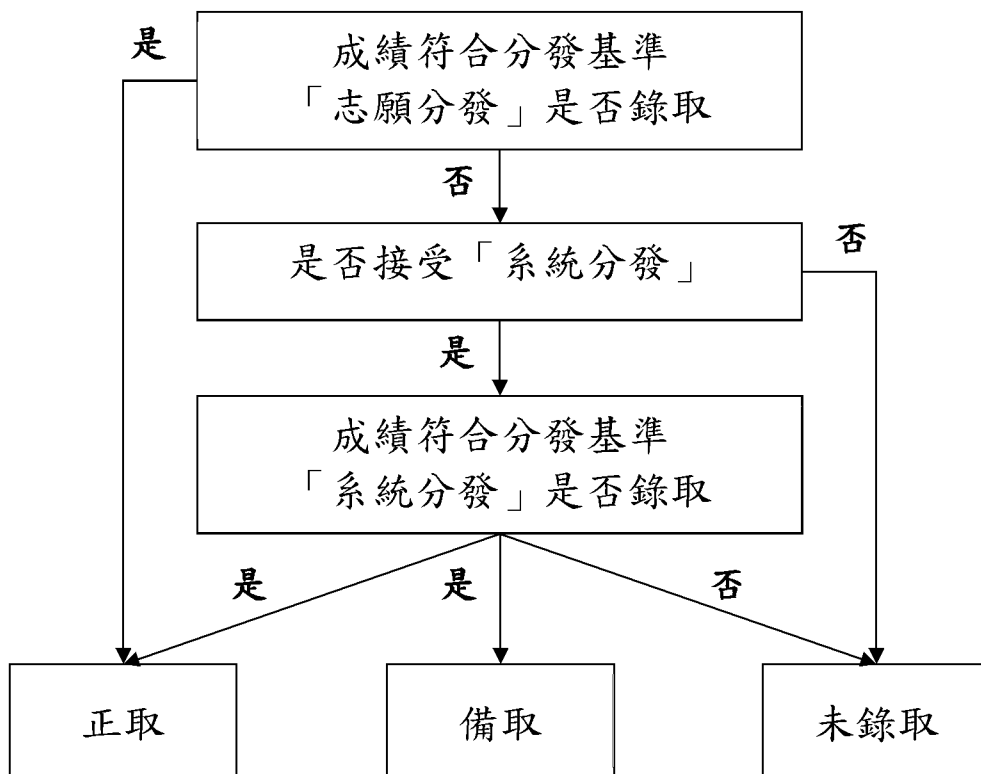 是
成績符合分發基準
「志願分發」是否錄取
否
是否接受「系統分發」
否
是
成績符合分發基準
「系統分發」是否錄取
是
是
否
正取
備取
未錄取